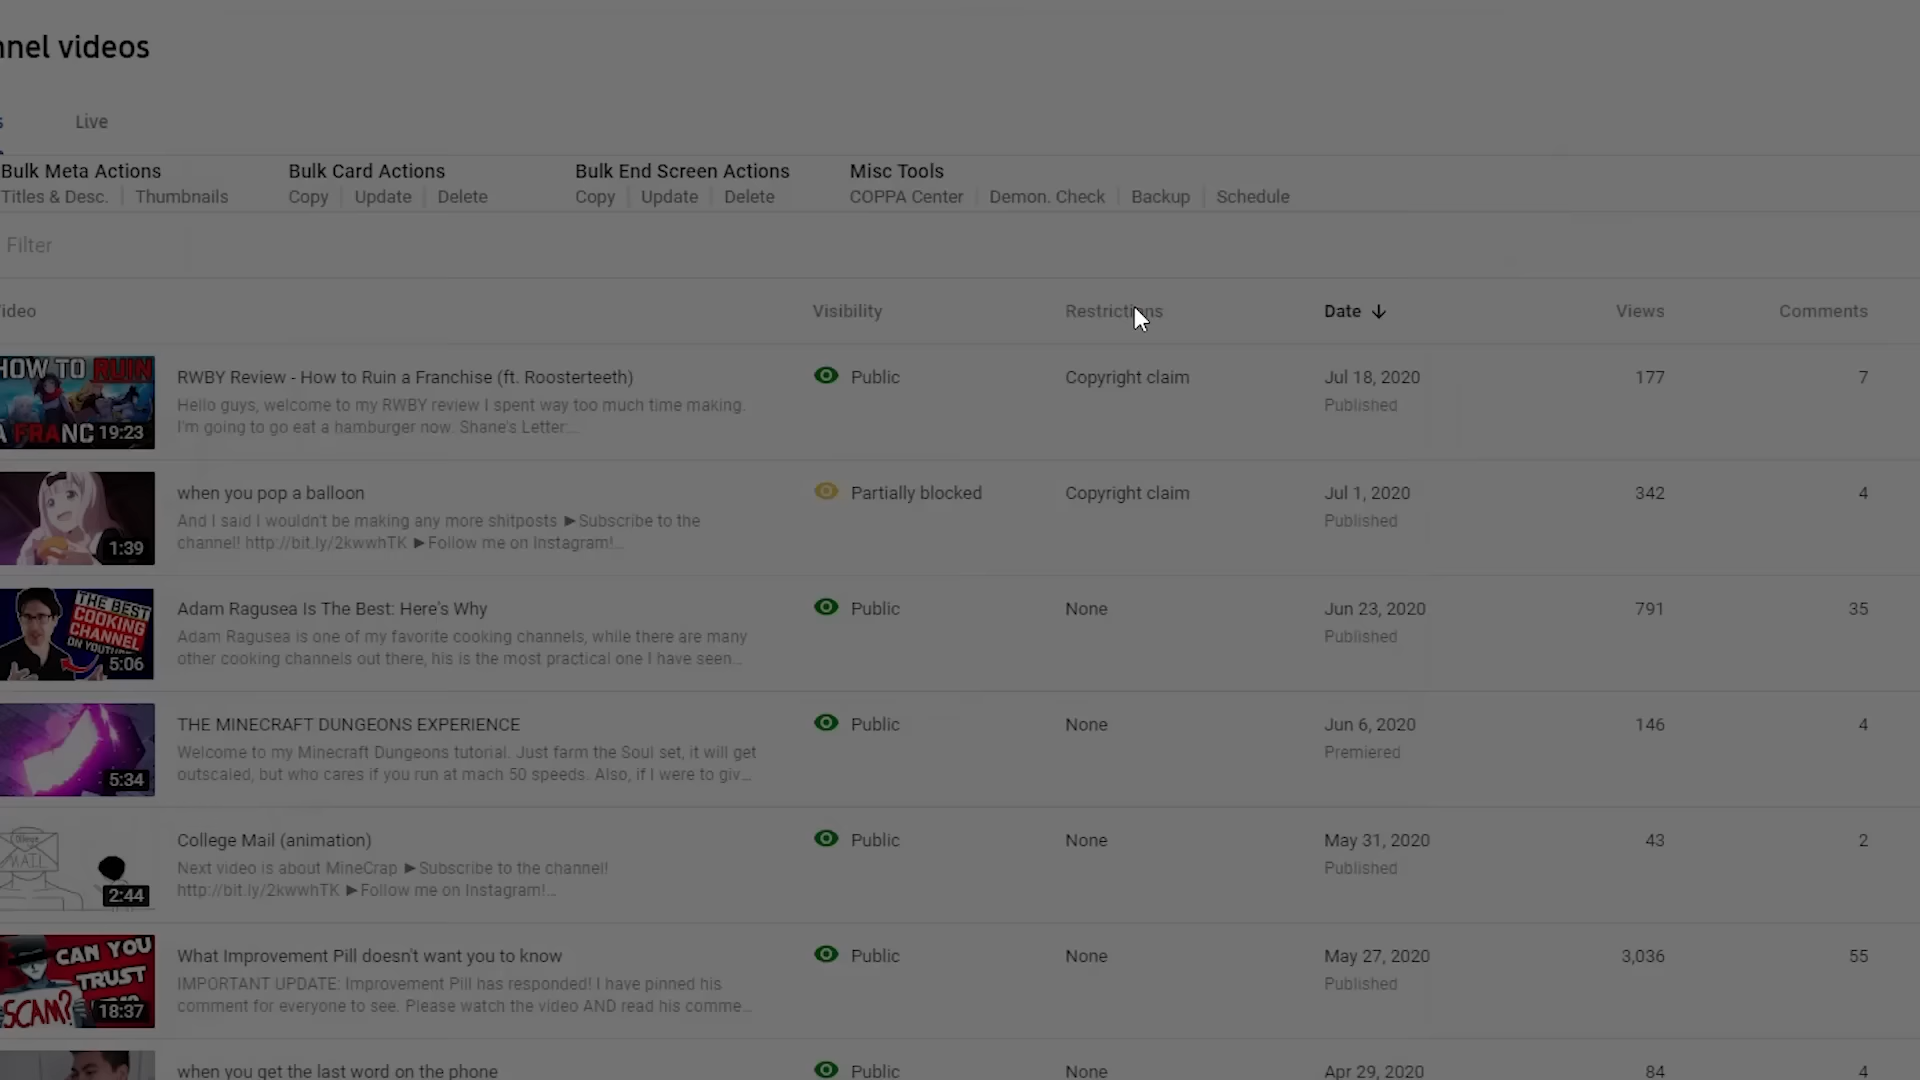 nnel videos
s
Live
Bulk Meta Actions
Bulk Card Actions
Bulk End Screen Actions
Misc Tools
Titles & Desc.
Thumbnails
Copy
Update
Delete
Copy
Update
Delete
COPPA Center
Demon. Check
Backup
Schedule
Filter
ideo
Visibility
Restrictions
Date
Views
Comments
HOW TO RUIN
A FRANC
19:23
RWBY Review - How to Ruin a Franchise (ft. Roosterteeth)
Hello guys, welcome to my RWBY review I spent way too much time making.
I'm going to go eat a hamburger now. Shane's Letter:...
Public
Copyright claim
Jul 18, 2020
Published
177
7
1:39
when you pop a balloon
And I said I wouldn't be making any more shitposts ►Subscribe to the
channel! http://bit.ly/2kwwhTK ►Follow me on Instagram!...
Partially blocked
Copyright claim
Jul 1, 2020
Published
342
4
THE BEST
COOKING
CHANNEL
5:06
Adam Ragusea Is The Best: Here's Why
Adam Ragusea is one of my favorite cooking channels, while there are many
other cooking channels out there, his is the most practical one I have seen...
Public
None
Jun 23, 2020
Published
791
35
5:34
THE MINECRAFT DUNGEONS EXPERIENCE
Welcome to my Minecraft Dungeons tutorial. Just farm the Soul set, it will get
outscaled, but who cares if you run at mach 50 speeds. Also, if I were to giv...
Public
None
Jun 6, 2020
Premiered
146
4
MAIL
2:44
College Mail (animation)
Next video is about MineCrap ►Subscribe to the channel!
http://bit.ly/2kwwhTK ►Follow me on Instagram!...
Public
None
May 31, 2020
Published
43
2
CAN YOU
TRUST
SCAM?
18:37
What Improvement Pill doesn't want you to know
IMPORTANT UPDATE: Improvement Pill has responded! I have pinned his
comment for everyone to see. Please watch the video AND read his comme...
Public
None
May 27, 2020
Published
3,036
55
when you get the last word on the phone
Public
None
Apr 29, 2020
84
4